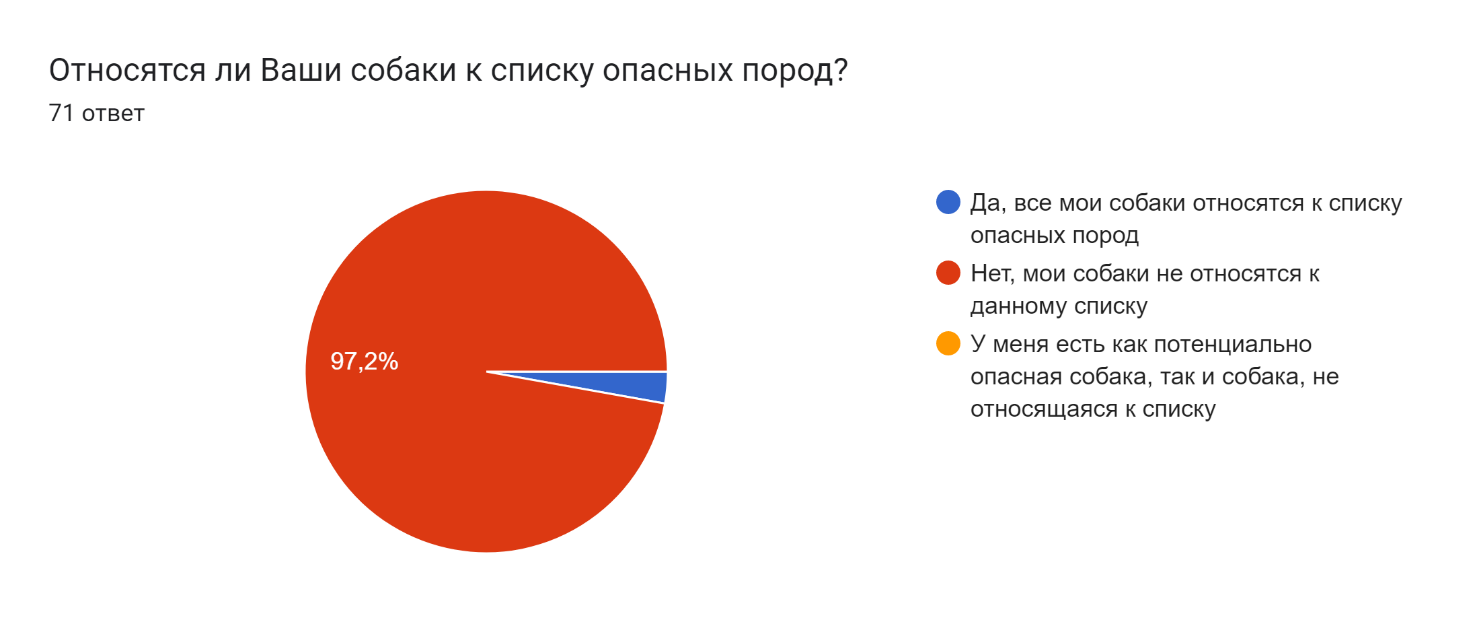 Относятся ли Ваши собаки к списку опасных пород?
71 ответ
97,2%
Да, все мои собаки относятся к списку
опасных пород
Нет, мои собаки не относятся к
данному списку
У меня есть как потенциально
опасная собака, так и собака, не
относящаяся к списку